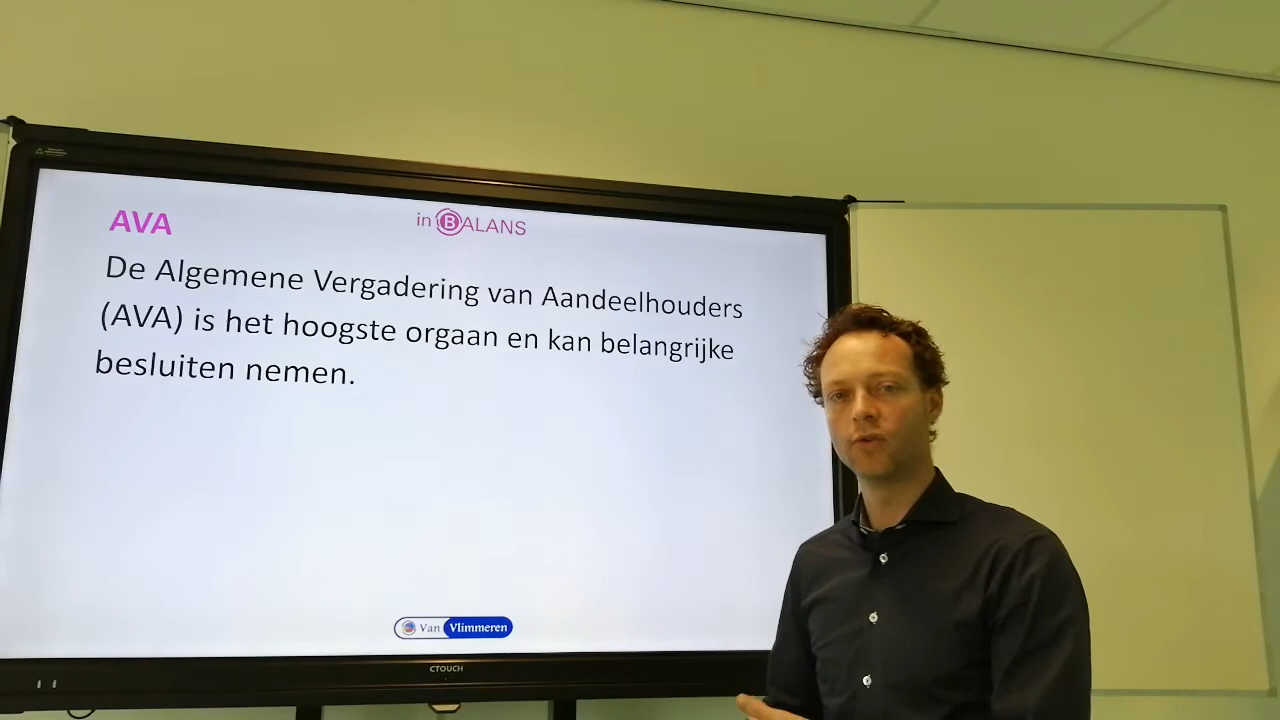 AVA
in BALANS
De Algemene Vergadering van Aandeelhouders
(AVA) is het hoogste orgaan en kan belangrijke
besluiten nemen.
Van Vlimmeren
CTOUCH